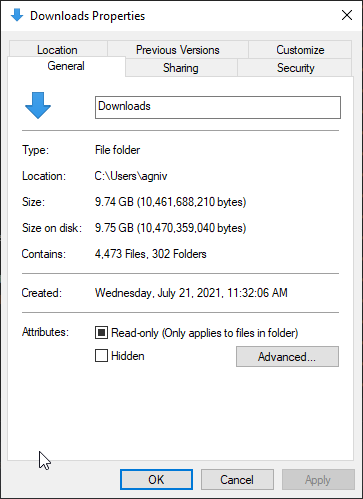 Downloads Properties
Location Previous Versions Customize
General Sharing Security
Downloads
Type: File folder
Location: C:\Users\agniv
Size: 9.74 GB (10,461,688,210 bytes)
Size on disk: 9.75 GB (10,470,359,040 bytes)
Contains: 4,473 Files, 302 Folders
Created: Wednesday, July 21, 2021, 11:32:06 AM
Attributes: Read-only (Only applies to files in folder)
Hidden Advanced...
OK Cancel Apply